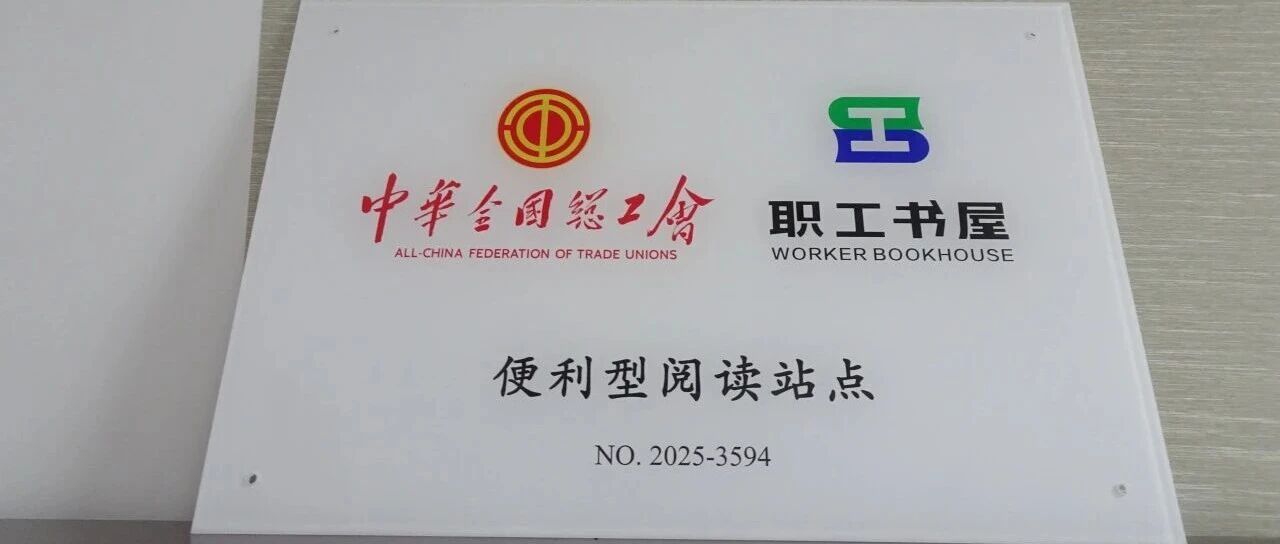 中華全国総工會
ALL-CHINA FEDERATION OF TRADE UNIONS
职工书屋
WORKER BOOKHOUSE
便利型阅读站点
NO. 2025-3594